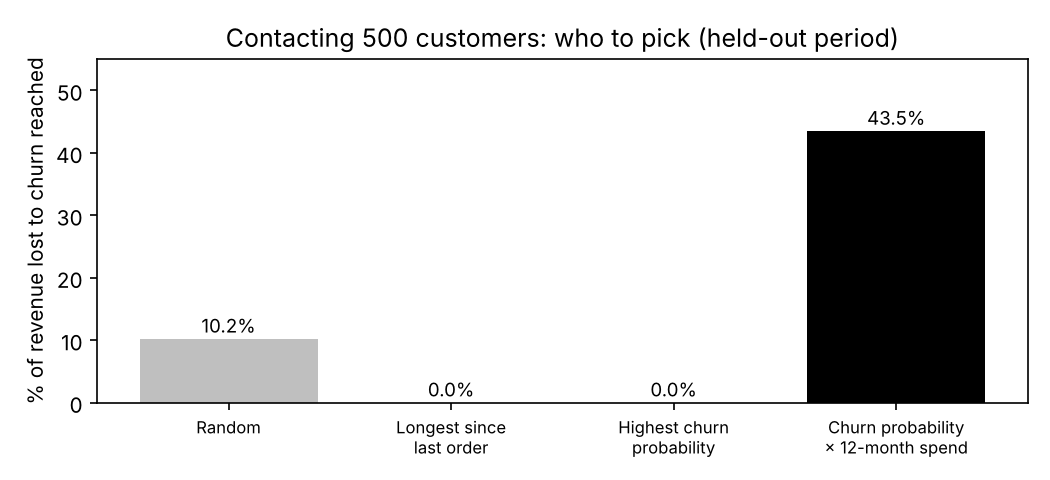 Contacting 500 customers: who to pick (held-out period)
% of revenue lost to churn reached
50
40
30
20
10
0
10.2%
0.0%
0.0%
43.5%
Random
Longest since
last order
Highest churn
probability
Churn probability
× 12-month spend